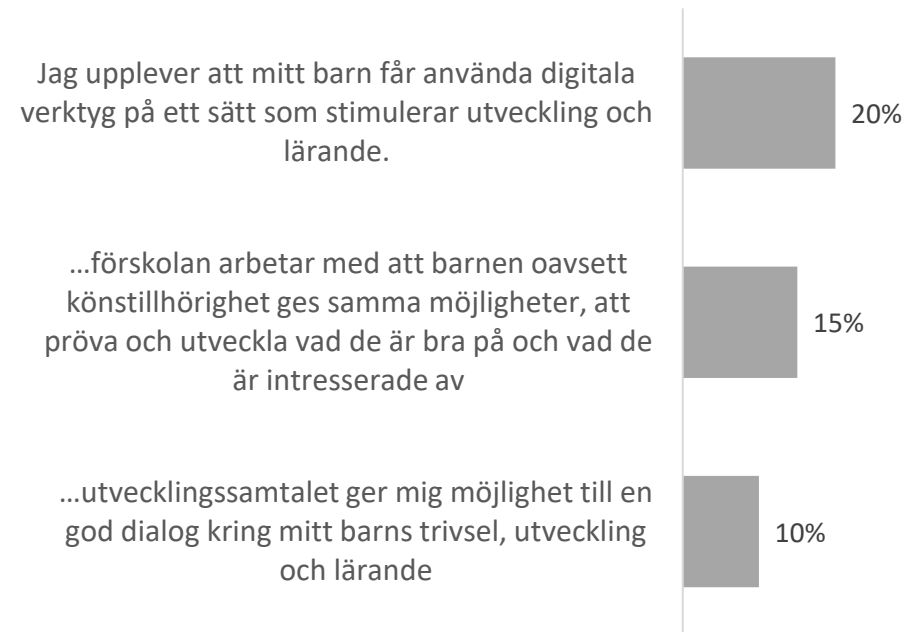 Jag upplever att mitt barn får använda digitala
verktyg på ett sätt som stimulerar utveckling och
lärande.
20%
…förskolan arbetar med att barnen oavsett
könstillhörighet ges samma möjligheter, att
pröva och utveckla vad de är bra på och vad de
är intresserade av
15%
…utvecklingssamtalet ger mig möjlighet till en
god dialog kring mitt barns trivsel, utveckling
och lärande
10%